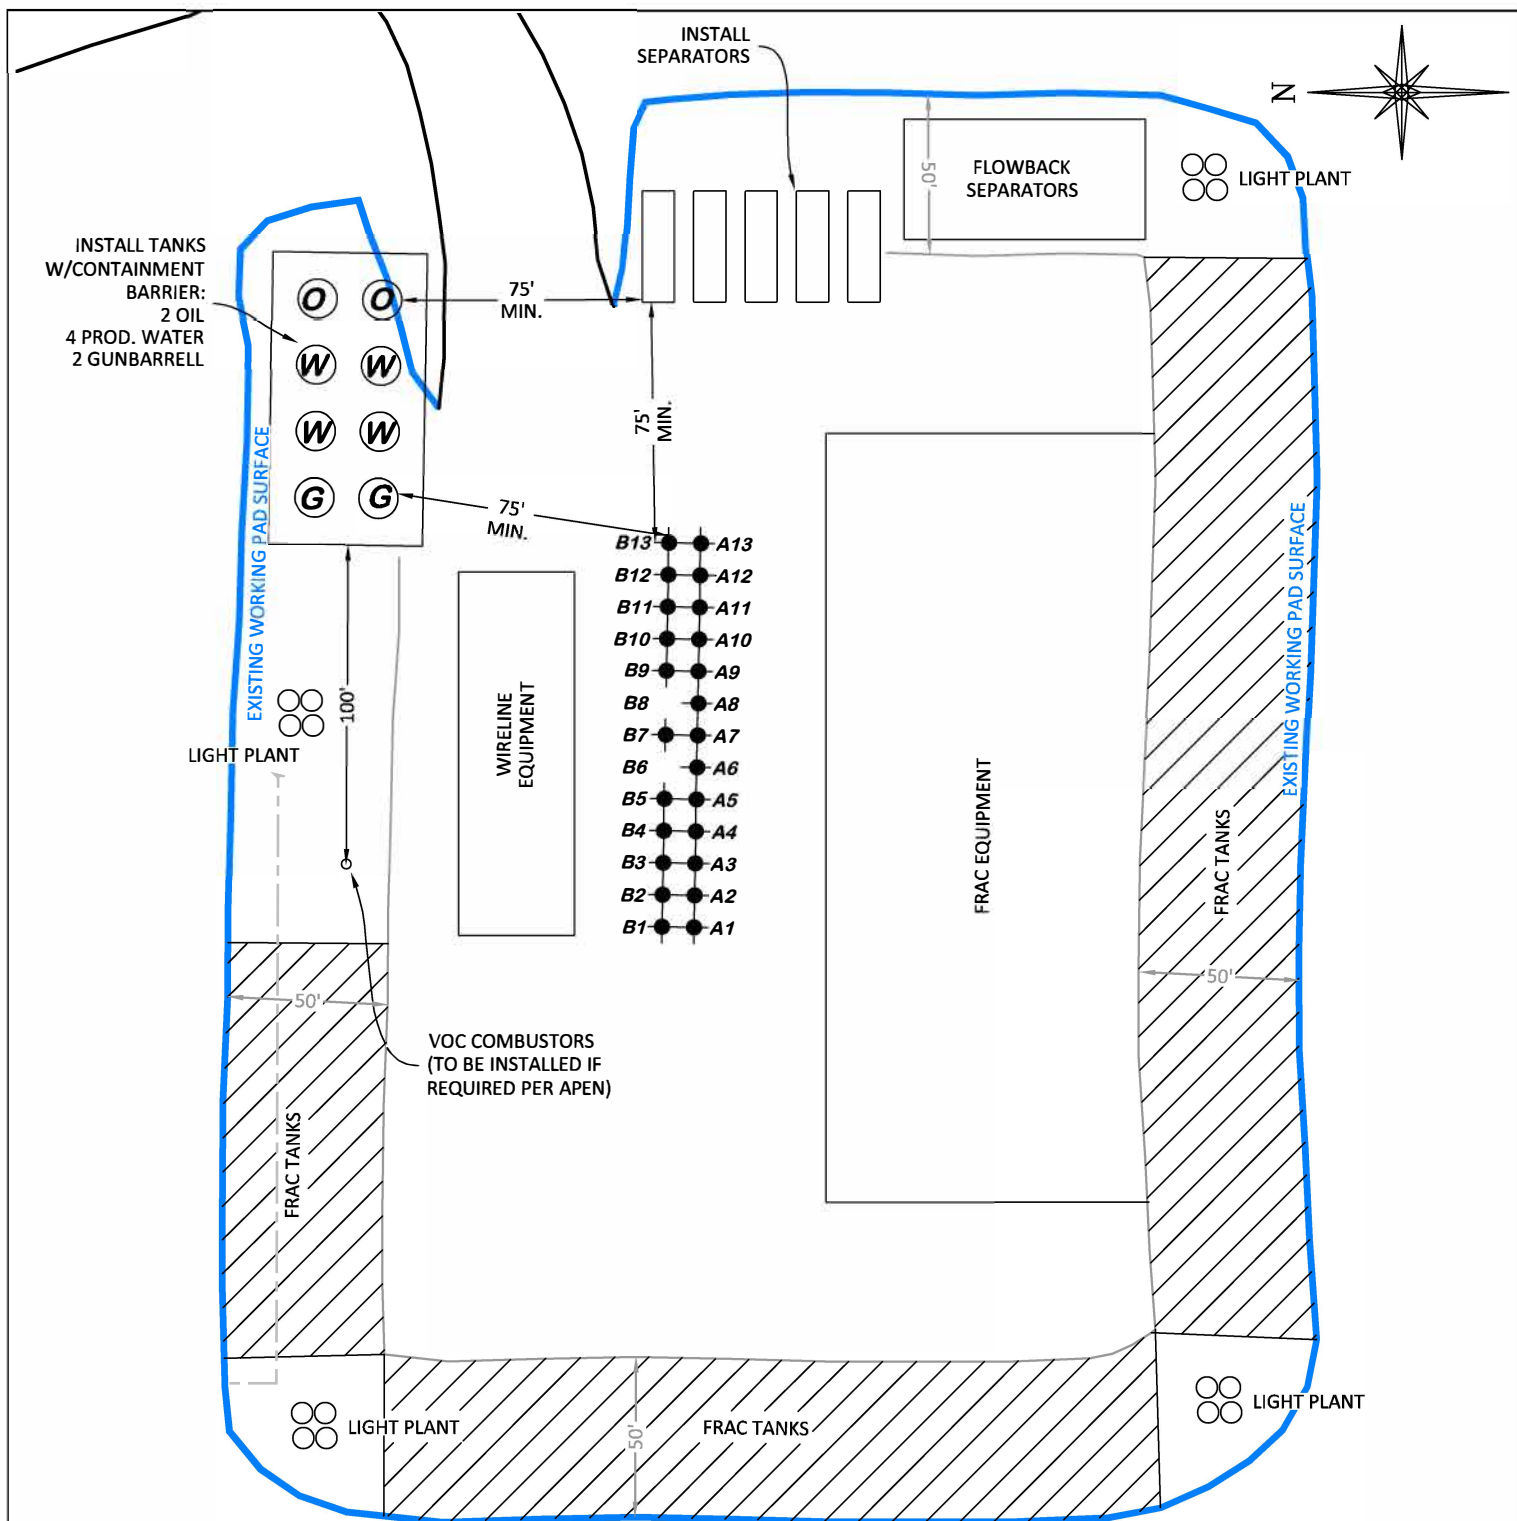 INSTALL
SEPARATORS
N
50'
FLOWBACK
SEPARATORS
LIGHT PLANT
INSTALL TANKS
W/CONTAINMENT
BARRIER:
2 OIL
4 PROD. WATER
2 GUNBARRELL
O O
75'
MIN.
W W
W W
G G
75'
MIN.
75'
MIN.
EXISTING WORKING PAD SURFACE
EXISTING WORKING PAD SURFACE
B13 A13
B12 A12
B11 A11
B10 A10
B9 A9
B8 A8
B7 A7
B6 A6
B5 A5
B4 A4
B3 A3
B2 A2
B1 A1
100'
LIGHT PLANT
WIRELINE
EQUIPMENT
FRAC EQUIPMENT
FRAC TANKS
50'
50'
VOC COMBUSTORS
(TO BE INSTALLED IF
REQUIRED PER APEN)
FRAC TANKS
LIGHT PLANT
50'
FRAC TANKS
LIGHT PLANT